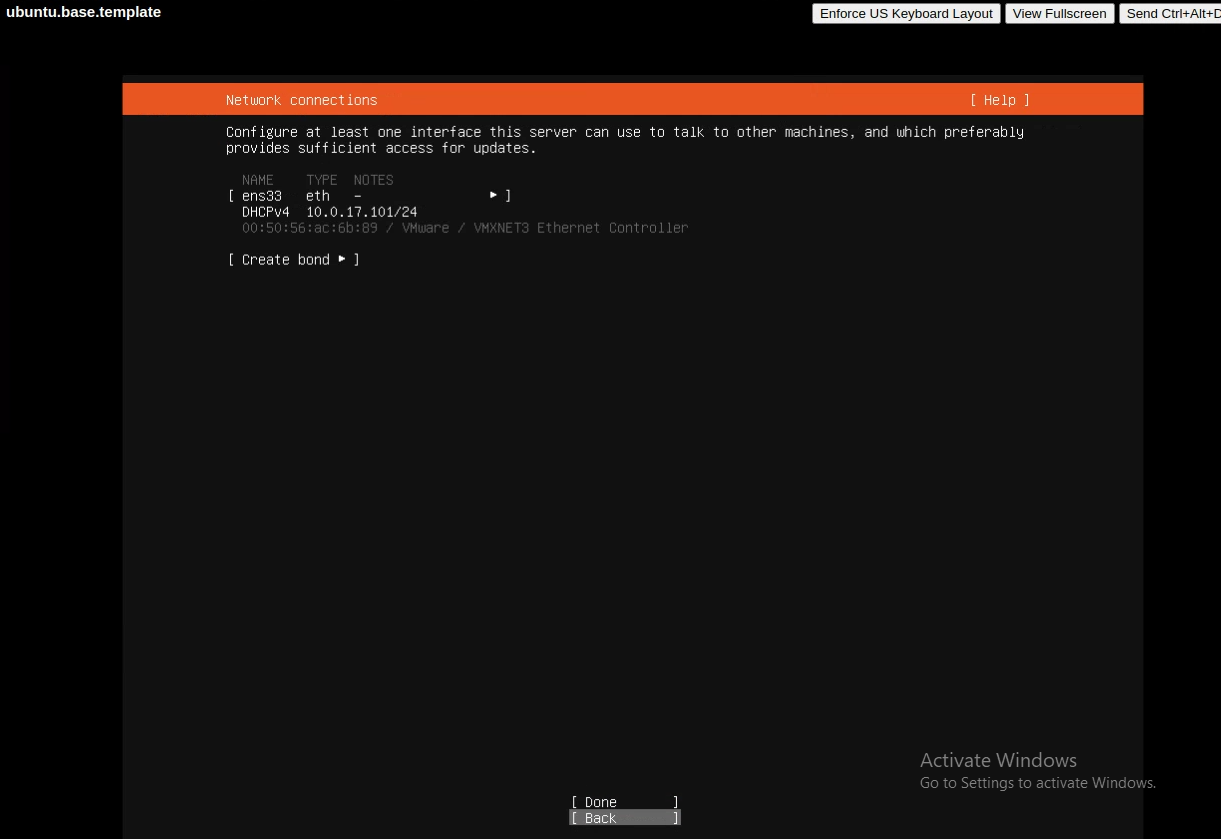 ubuntu.base.template
Enforce US Keyboard Layout View Fullscreen Send Ctrl+Alt+D
Network connections [ Help ]
Configure at least one interface this server can use to talk to other machines, and which preferably
provides sufficient access for updates.
NAME TYPE NOTES
[ ens33 eth – ▸ ]
DHCPv4 10.0.17.101/24
00:50:56:ac:6b:89 / VMware / VMXNET3 Ethernet Controller
[ Create bond ▸ ]
Activate Windows
Go to Settings to activate Windows.
[ Done ]
[ Back ]